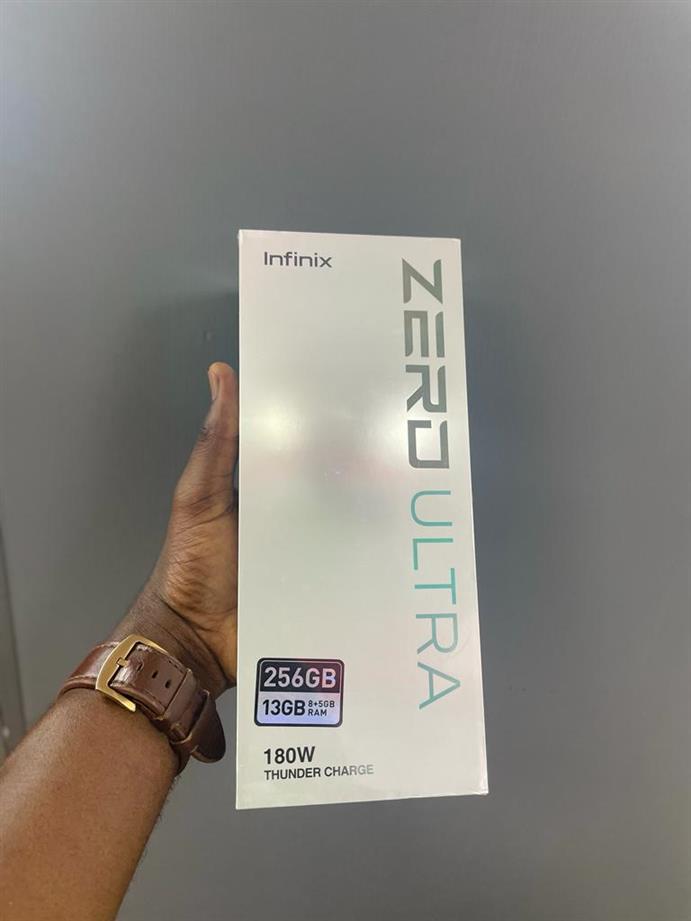 Infinix
ZERO ULTRA
256GB
13GB 8+5GB RAM
180W
THUNDER CHARGE